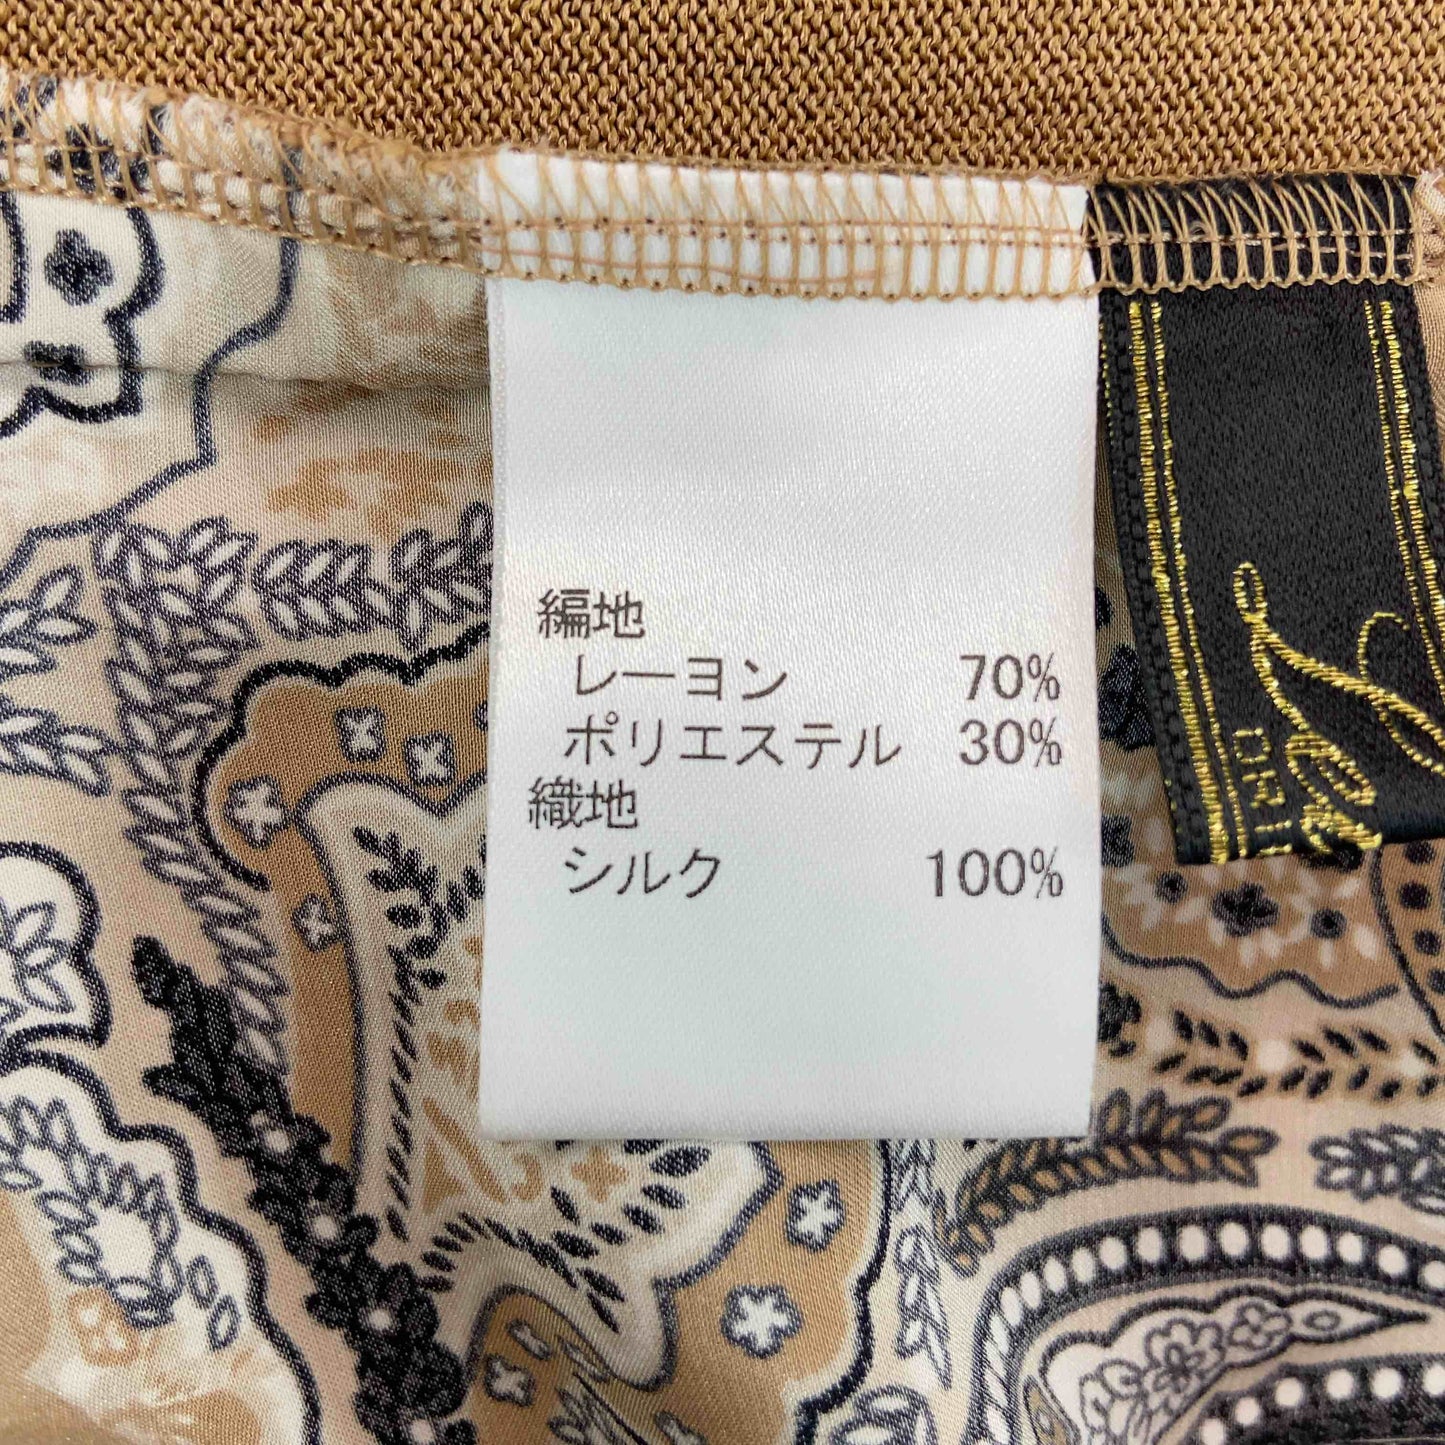 編地
レーヨン 70%
ポリエステル 30%
織地
シルク 100%